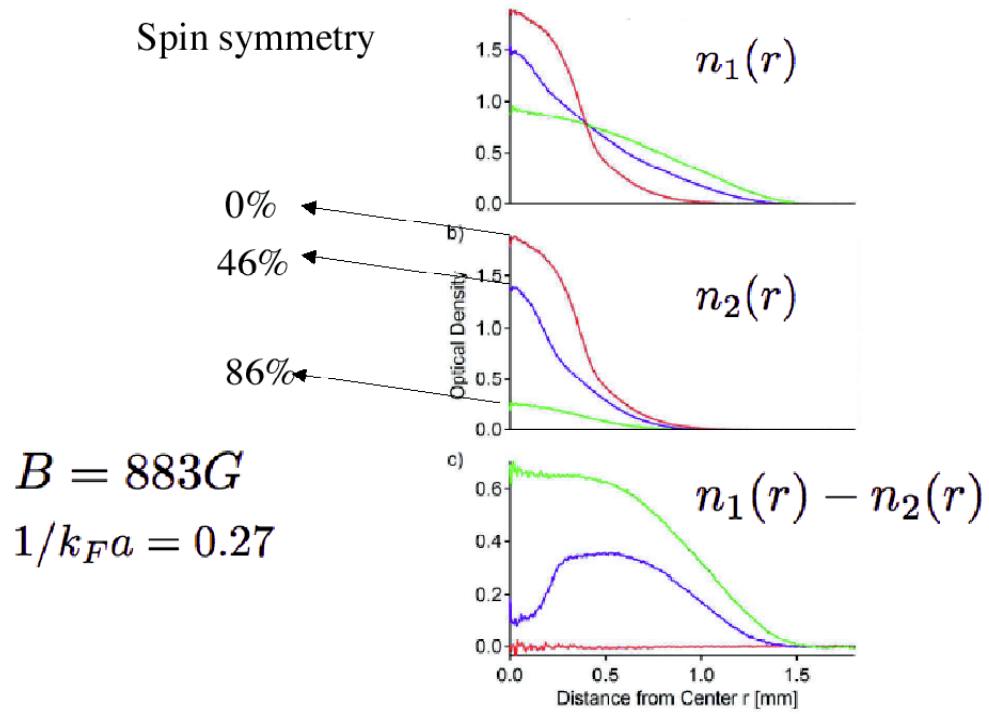 Spin symmetry
0%
46%
86%
B = 883G
1/k_F a = 0.27
n_1(r)
1.5
1.0
0.5
0.0
b)
n_2(r)
Optical Density
1.5
1.0
0.5
0.0
c)
n_1(r) − n_2(r)
0.6
0.4
0.2
0.0
0.0 0.5 1.0 1.5
Distance from Center r [mm]